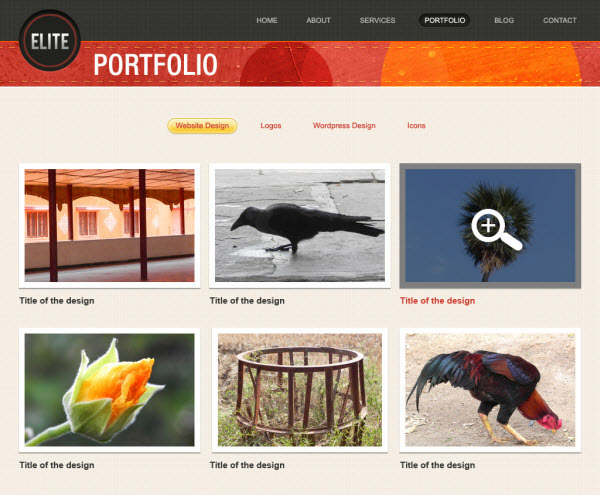 ELITE
HOME ABOUT SERVICES PORTFOLIO BLOG CONTACT
PORTFOLIO
Website Design Logos Wordpress Design Icons
Title of the design Title of the design Title of the design
Title of the design Title of the design Title of the design